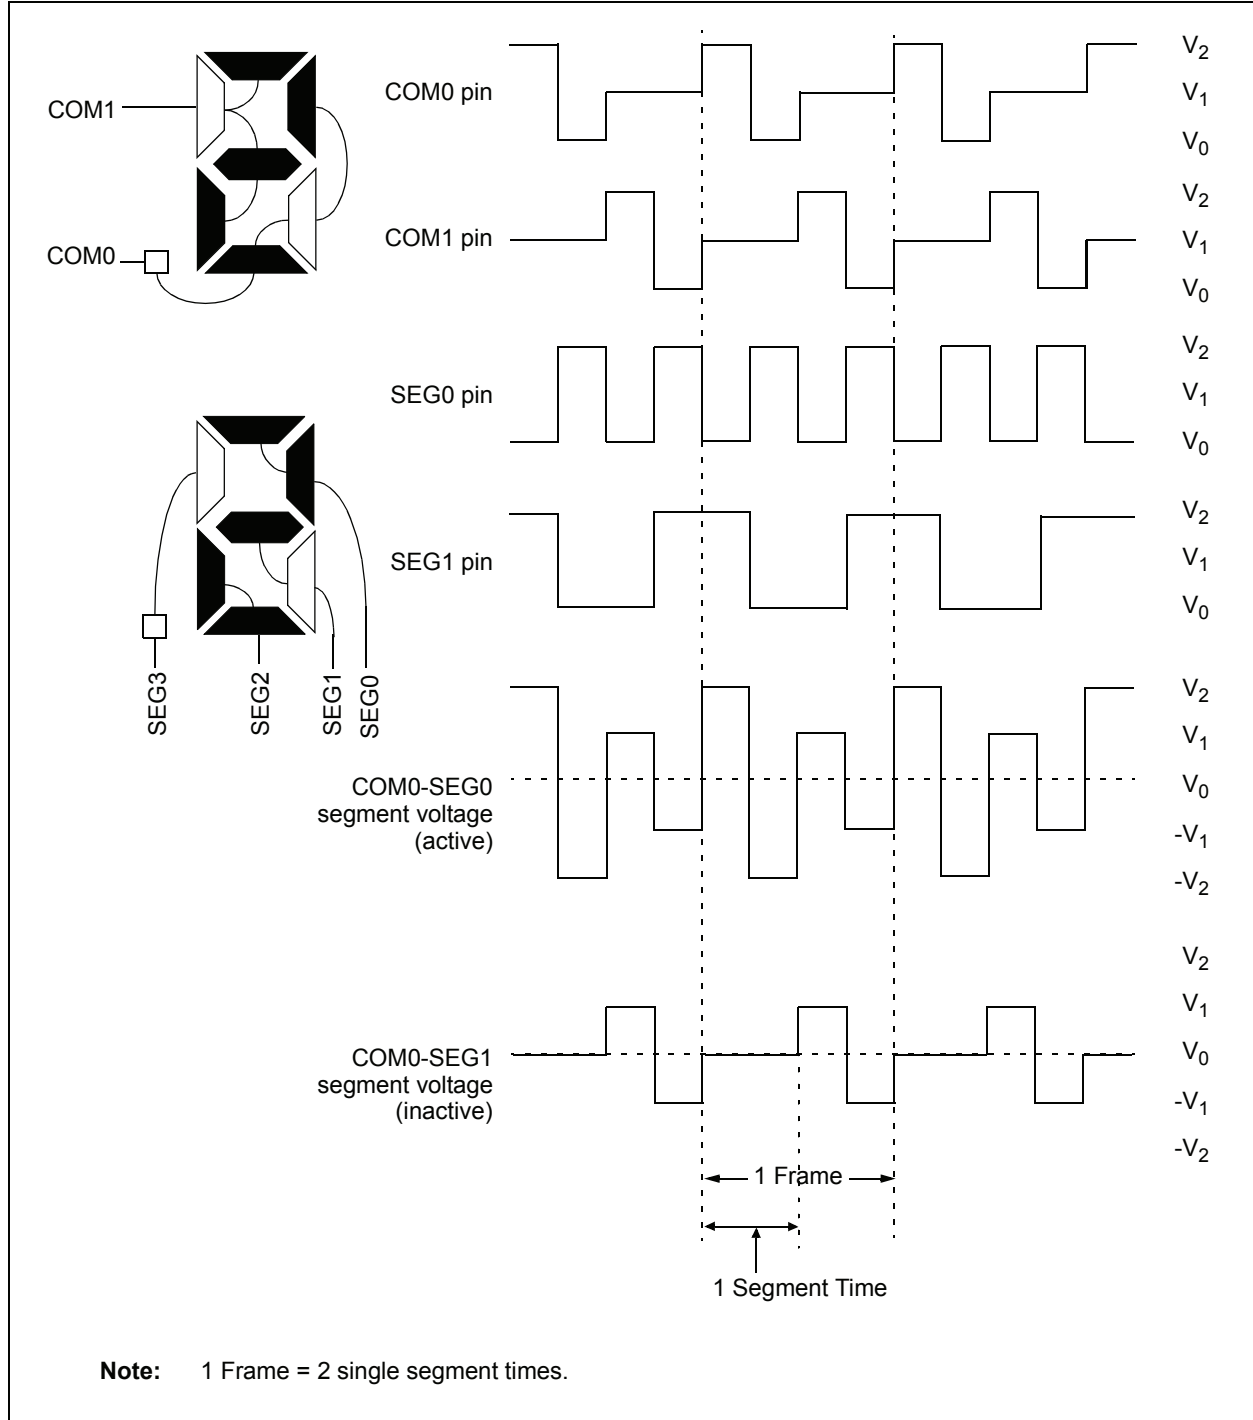 COM1
COM0
COM0 pin
V2
V1
V0
COM1 pin
V2
V1
V0
SEG0 pin
V2
V1
V0
SEG1 pin
V2
V1
V0
SEG3
SEG2
SEG1
SEG0
COM0-SEG0
segment voltage
(active)
V2
V1
V0
-V1
-V2
COM0-SEG1
segment voltage
(inactive)
V2
V1
V0
-V1
-V2
1 Frame
1 Segment Time
Note: 1 Frame = 2 single segment times.